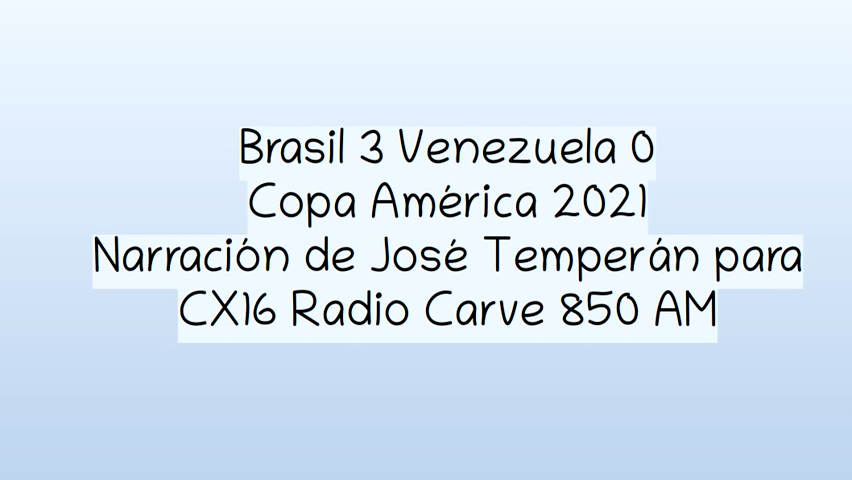 Brasil 3 Venezuela 0
Copa América 2021
Narración de José Temperán para
CX16 Radio Carve 850 AM